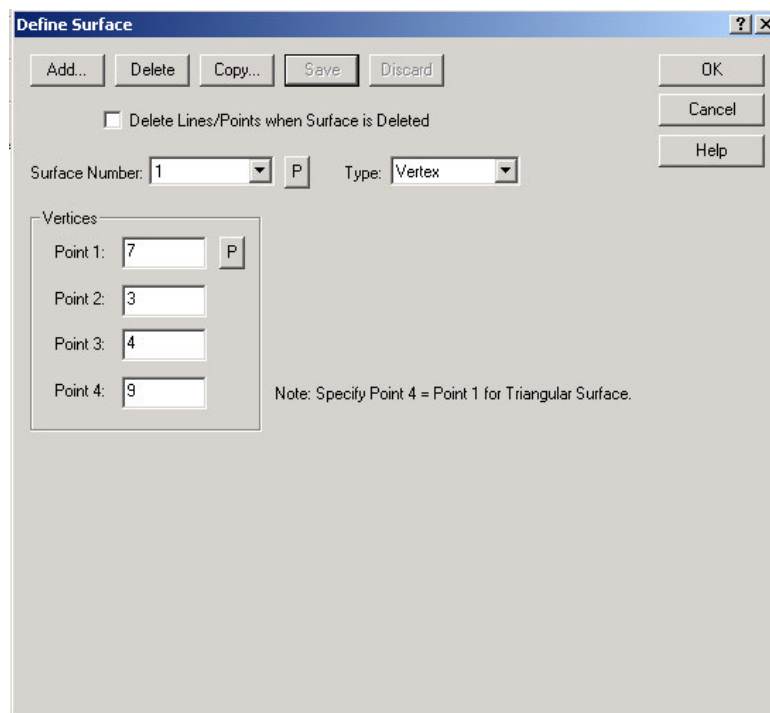 Define Surface ? X
Add... Delete Copy... Save Discard OK
Delete Lines/Points when Surface is Deleted Cancel
Help
Surface Number: 1 P Type: Vertex
Vertices
Point 1: 7 P
Point 2: 3
Point 3: 4
Point 4: 9 Note: Specify Point 4 = Point 1 for Triangular Surface.